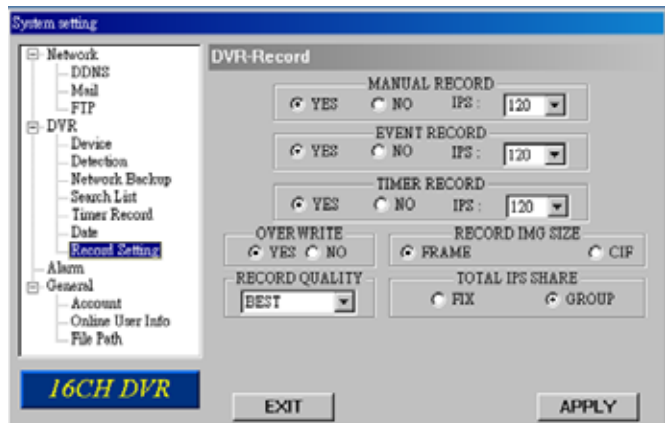 System setting
Network
DDNS
Mail
FTP
DVR
Device
Detection
Network Backup
Search List
Timer Record
Date
Record Setting
Alarm
General
Account
Online User Info
File Path
16CH DVR
DVR-Record
MANUAL RECORD
YES NO IPS : 120
EVENT RECORD
YES NO IPS : 120
TIMER RECORD
YES NO IPS : 120
OVERWRITE
YES NO
RECORD IMG SIZE
FRAME CIF
RECORD QUALITY
BEST
TOTAL IPS SHARE
FIX GROUP
EXIT APPLY